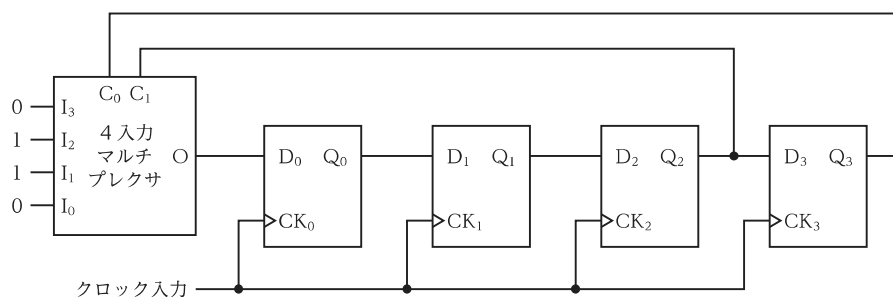 C₀ C₁
0 I₃
1 I₂
1 I₁
0 I₀
4入力
マルチ
プレクサ
O
D₀ Q₀
CK₀
D₁ Q₁
CK₁
D₂ Q₂
CK₂
D₃ Q₃
CK₃
クロック入力